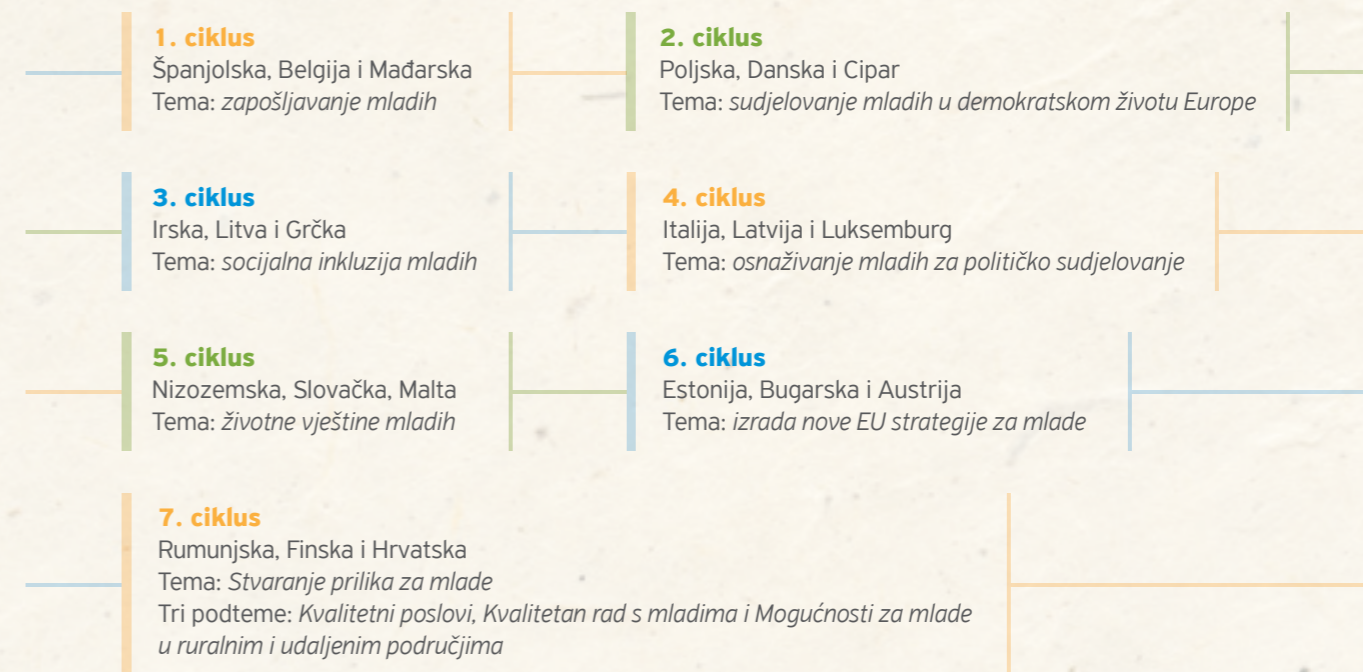 1. ciklus
Španjolska, Belgija i Mađarska
Tema: zapošljavanje mladih
2. ciklus
Poljska, Danska i Cipar
Tema: sudjelovanje mladih u demokratskom životu Europe
3. ciklus
Irska, Litva i Grčka
Tema: socijalna inkluzija mladih
4. ciklus
Italija, Latvija i Luksemburg
Tema: osnaživanje mladih za političko sudjelovanje
5. ciklus
Nizozemska, Slovačka, Malta
Tema: životne vještine mladih
6. ciklus
Estonija, Bugarska i Austrija
Tema: izrada nove EU strategije za mlade
7. ciklus
Rumunjska, Finska i Hrvatska
Tema: Stvaranje prilika za mlade
Tri podteme: Kvalitetni poslovi, Kvalitetan rad s mladima i Mogućnosti za mlade
u ruralnim i udaljenim područjima